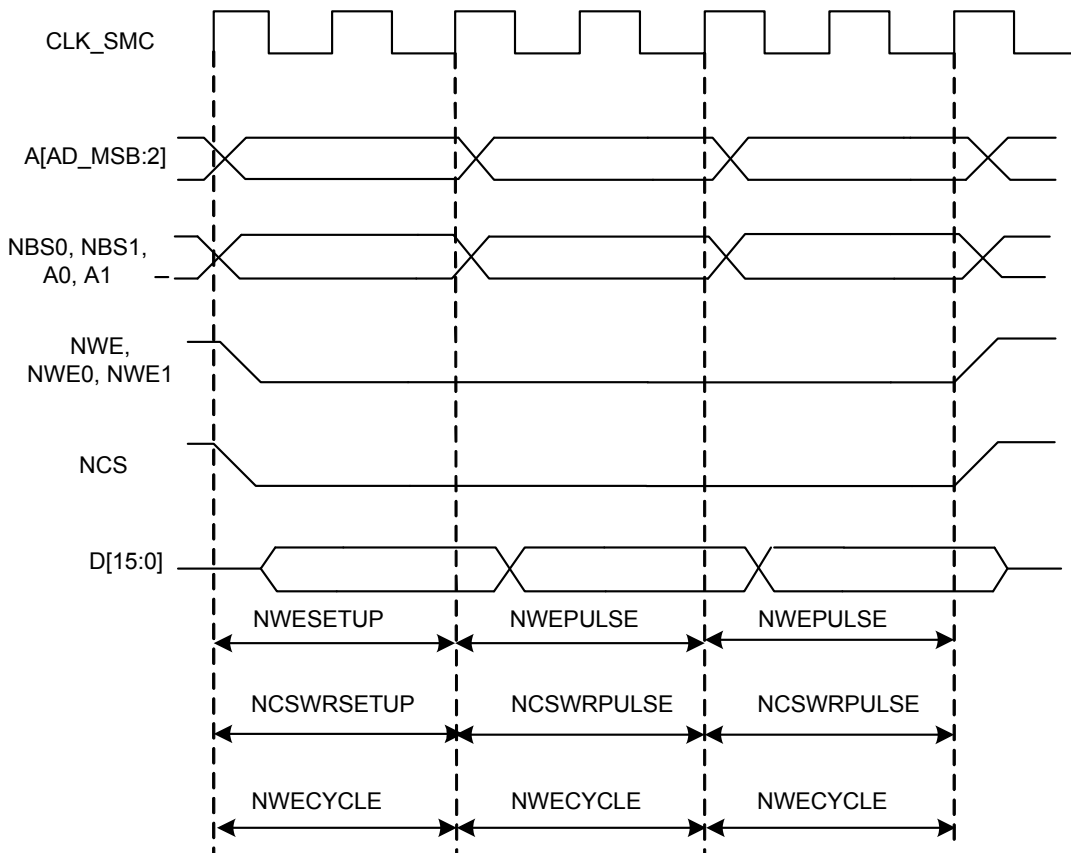 CLK_SMC
A[AD_MSB:2]
NBS0, NBS1,
A0, A1
NWE,
NWE0, NWE1
NCS
D[15:0]
NWESETUP NWEPULSE NWEPULSE
NCSWRSETUP NCSWRPULSE NCSWRPULSE
NWECYCLE NWECYCLE NWECYCLE